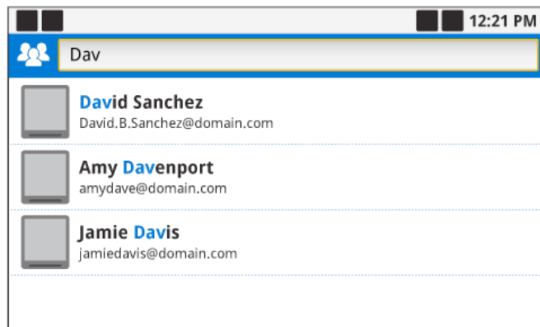 12:21 PM
Dav
David Sanchez
David.B.Sanchez@domain.com
Amy Davenport
amydave@domain.com
Jamie Davis
jamiedavis@domain.com